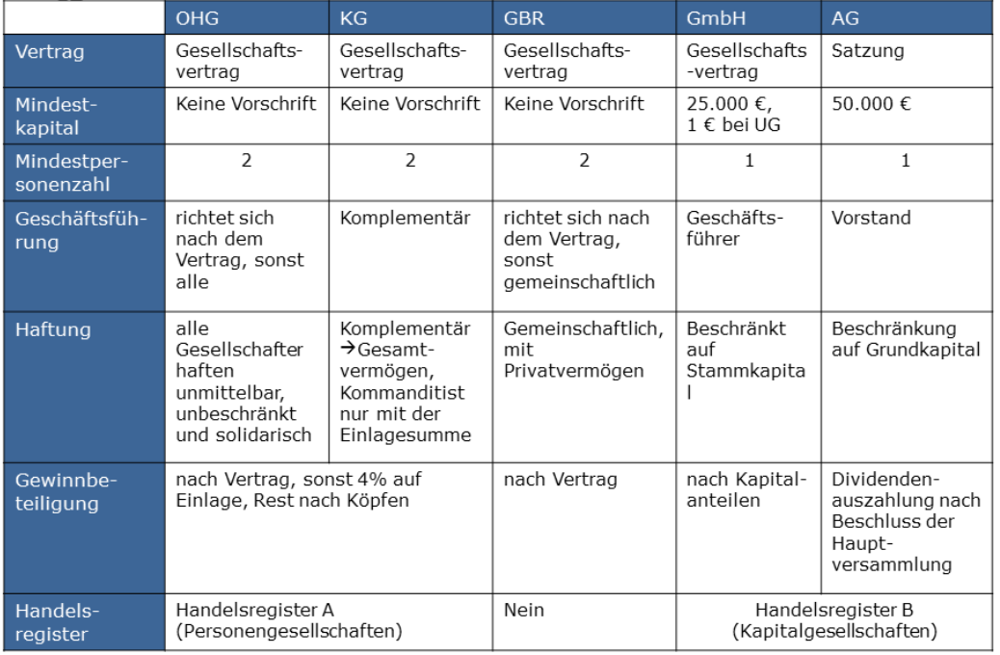 OHG KG GBR GmbH AG
Vertrag
Gesellschafts-
vertrag
Gesellschafts-
vertrag
Gesellschafts-
vertrag
Gesellschafts
-vertrag
Satzung
Mindest-
kapital
Keine Vorschrift
Keine Vorschrift
Keine Vorschrift
25.000 €,
1 € bei UG
50.000 €
Mindestper-
sonenzahl
2
2
2
1
1
Geschäftsfüh-
rung
richtet sich
nach dem
Vertrag, sonst
alle
Komplementär
richtet sich nach
dem Vertrag,
sonst
gemeinschaftlich
Geschäfts-
führer
Vorstand
Haftung
alle
Gesellschafter
haften
unmittelbar,
unbeschränkt
und solidarisch
Komplementär
→Gesamt-
vermögen,
Kommanditist
nur mit der
Einlagesumme
Gemeinschaftlich,
mit
Privatvermögen
Beschränkt
auf
Stammkapita
l
Beschränkung
auf Grundkapital
Gewinnbe-
teiligung
nach Vertrag, sonst 4% auf
Einlage, Rest nach Köpfen
nach Vertrag
nach Kapital-
anteilen
Dividenden-
auszahlung nach
Beschluss der
Haupt-
versammlung
Handels-
register
Handelsregister A
(Personengesellschaften)
Nein
Handelsregister B
(Kapitalgesellschaften)